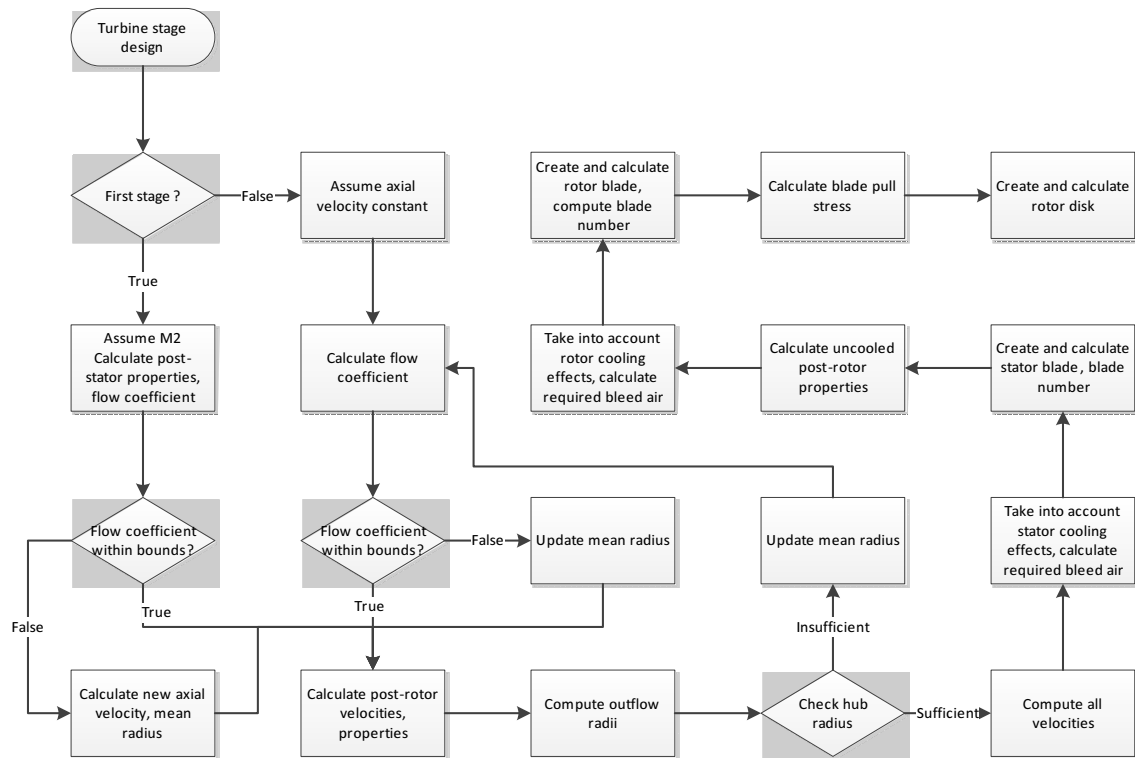 Turbine stage
design
First stage ?
False
Assume axial
velocity constant
Create and calculate
rotor blade,
compute blade
number
Calculate blade pull
stress
Create and calculate
rotor disk
True
Assume M2
Calculate post-
stator properties,
flow coefficient
Calculate flow
coefficient
Take into account
rotor cooling
effects, calculate
required bleed air
Calculate uncooled
post-rotor
properties
Create and calculate
stator blade, blade
number
Flow coefficient
within bounds?
Flow coefficient
within bounds?
False
Update mean radius
Update mean radius
Take into account
stator cooling
effects, calculate
required bleed air
False
True
True
Insufficient
Calculate new axial
velocity, mean
radius
Calculate post-rotor
velocities,
properties
Compute outflow
radii
Check hub
radius
Sufficient
Compute all
velocities